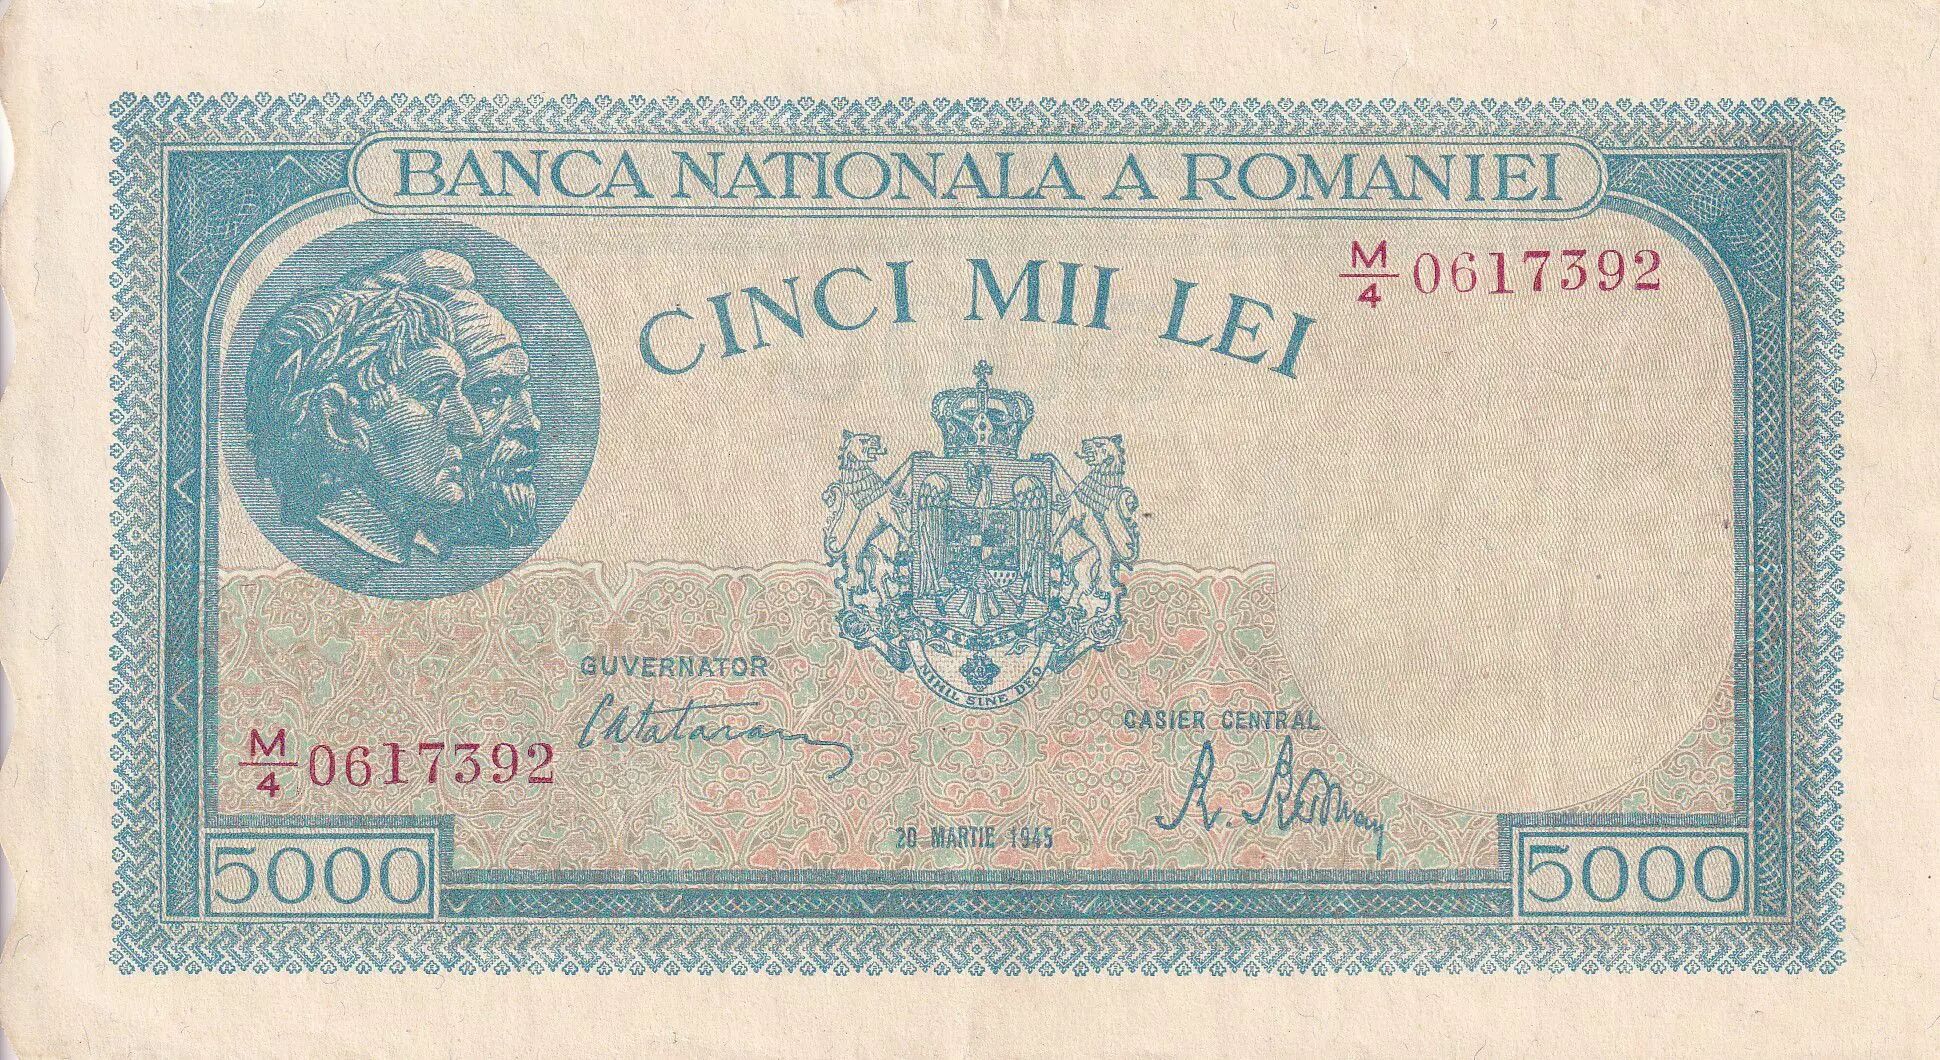 BANCA NATIONALA A ROMANIEI
CINCI MII LEI
M/4 0617392
NIHIL SINE DEO
GUVERNATOR
CASIER CENTRAL
M/4 0617392
20 MARTIE 1945
5000
5000